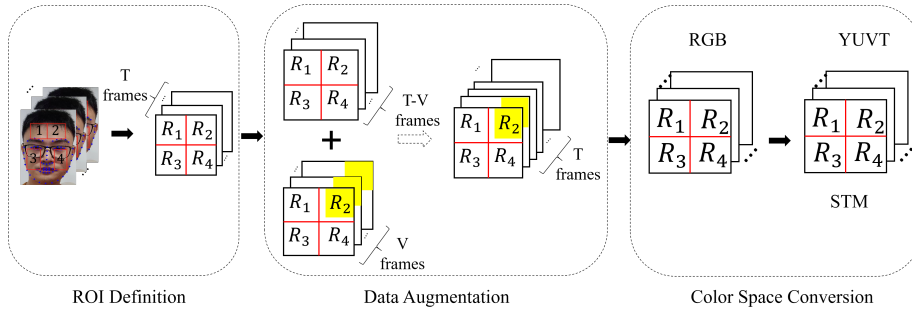 T
frames
1 2
3 4
R1 R2
R3 R4
ROI Definition
R1 R2
R3 R4
T-V
frames
+
R1 R2
R3 R4
V
frames
R1 R2
R3 R4
T
frames
Data Augmentation
RGB
R1 R2
R3 R4
YUVT
R1 R2
R3 R4
STM
Color Space Conversion